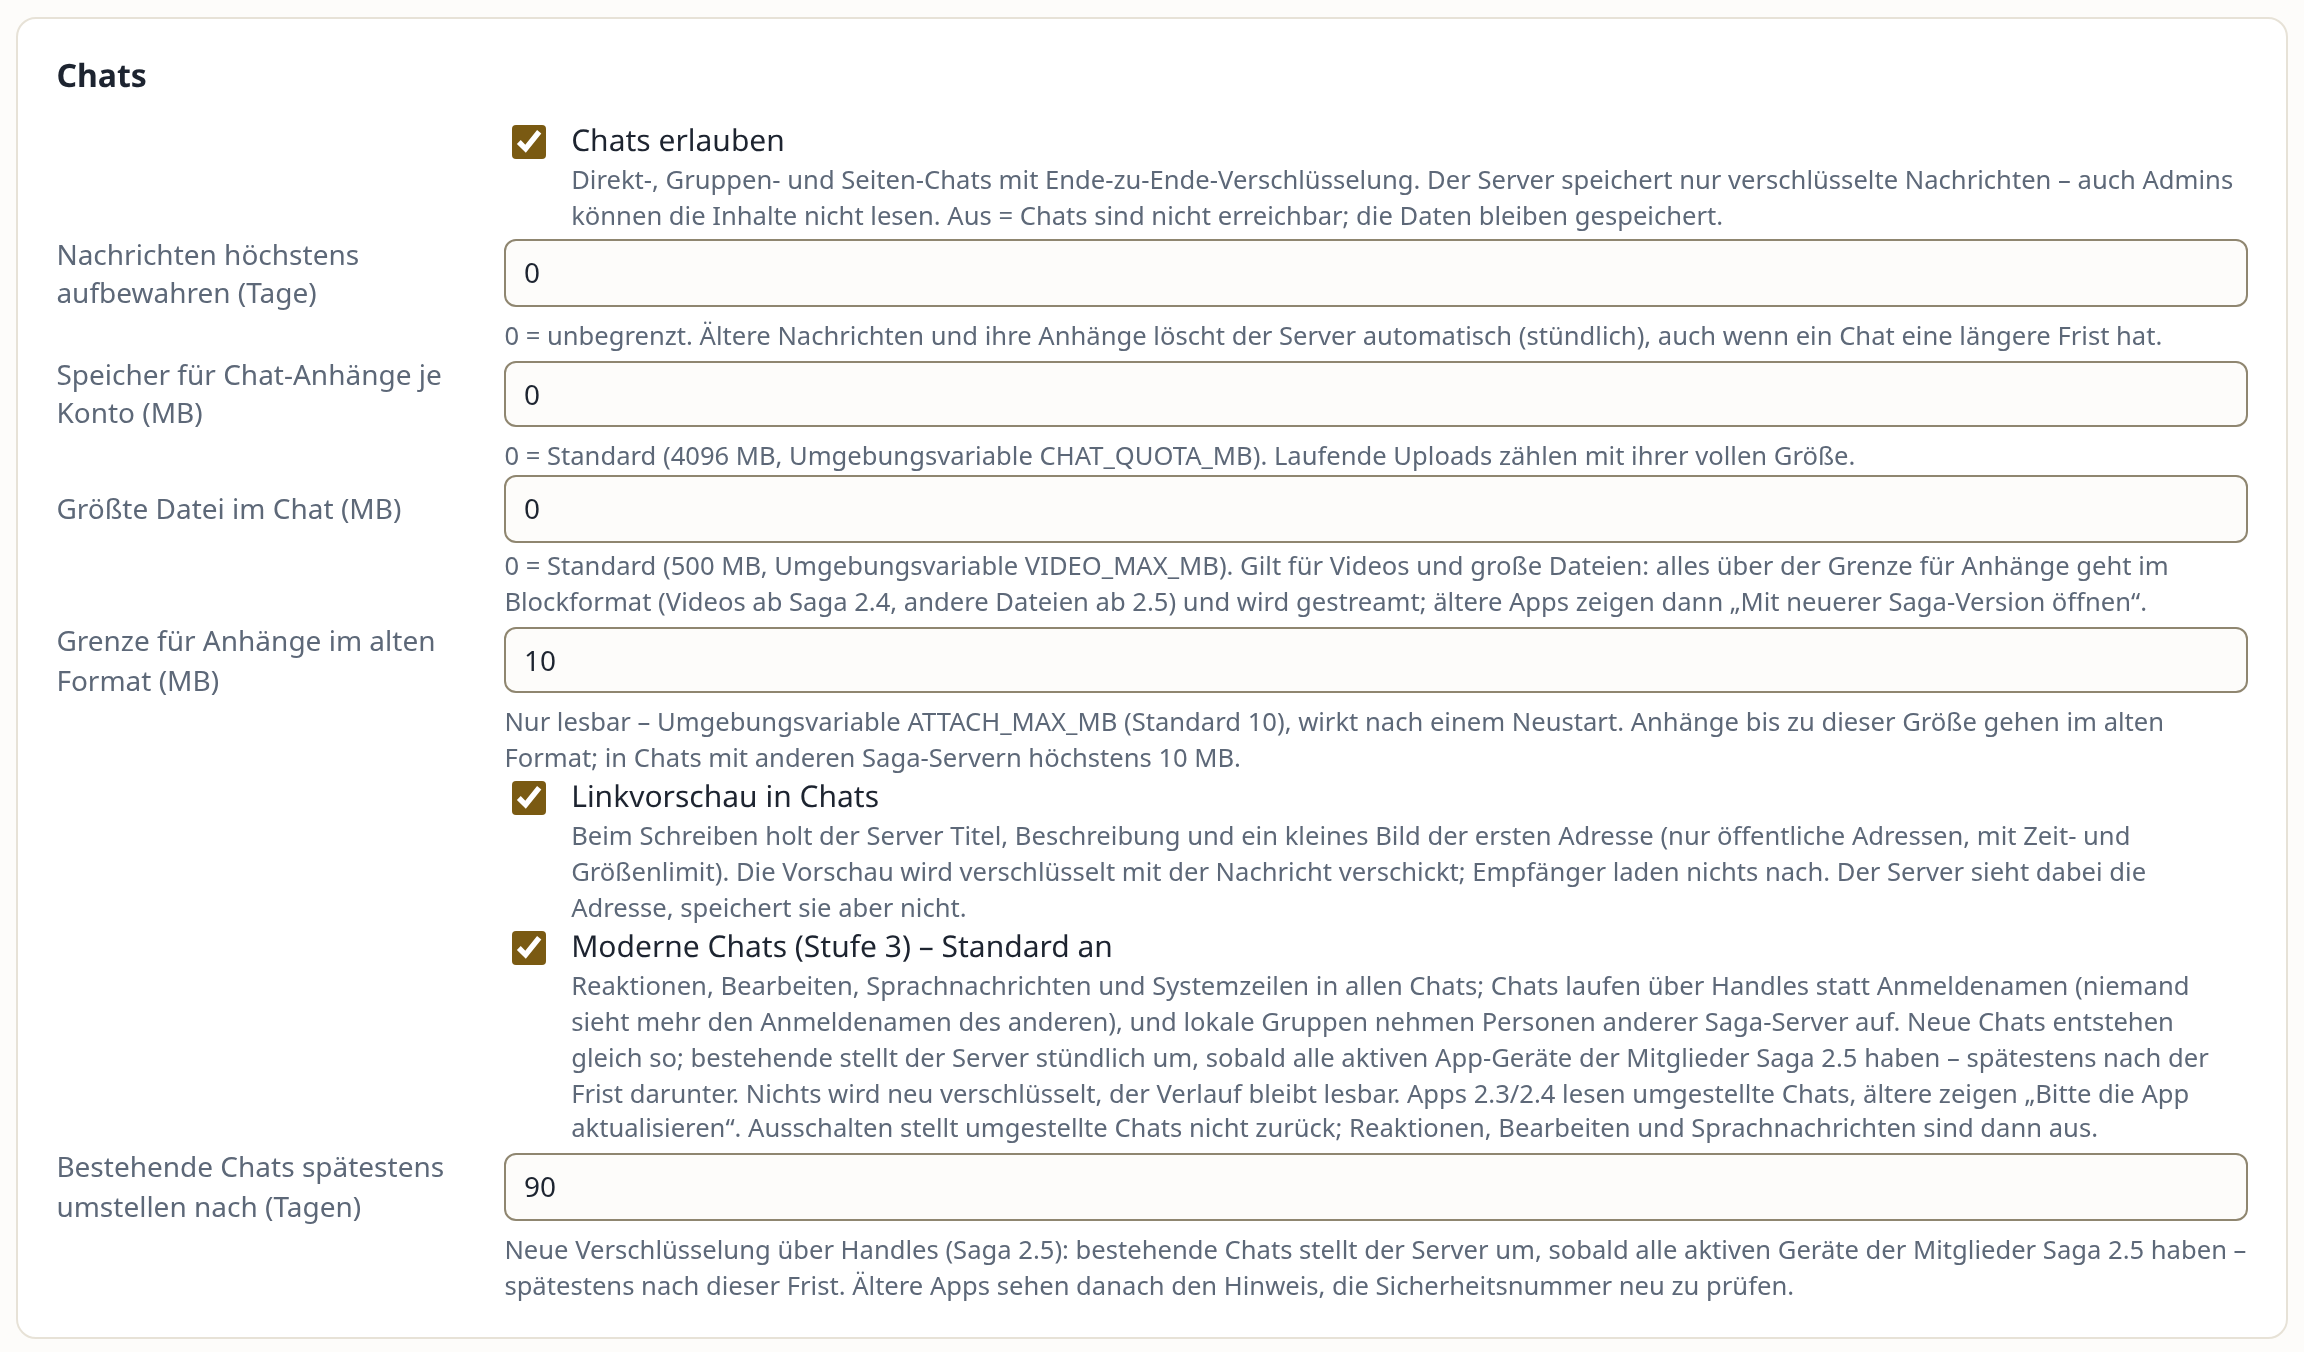 Chats
Chats erlauben
Direkt-, Gruppen- und Seiten-Chats mit Ende-zu-Ende-Verschlüsselung. Der Server speichert nur verschlüsselte Nachrichten – auch Admins
können die Inhalte nicht lesen. Aus = Chats sind nicht erreichbar; die Daten bleiben gespeichert.
Nachrichten höchstens
aufbewahren (Tage)
0
0 = unbegrenzt. Ältere Nachrichten und ihre Anhänge löscht der Server automatisch (stündlich), auch wenn ein Chat eine längere Frist hat.
Speicher für Chat-Anhänge je
Konto (MB)
0
0 = Standard (4096 MB, Umgebungsvariable CHAT_QUOTA_MB). Laufende Uploads zählen mit ihrer vollen Größe.
Größte Datei im Chat (MB)
0
0 = Standard (500 MB, Umgebungsvariable VIDEO_MAX_MB). Gilt für Videos und große Dateien: alles über der Grenze für Anhänge geht im
Blockformat (Videos ab Saga 2.4, andere Dateien ab 2.5) und wird gestreamt; ältere Apps zeigen dann „Mit neuerer Saga-Version öffnen“.
Grenze für Anhänge im alten
Format (MB)
10
Nur lesbar – Umgebungsvariable ATTACH_MAX_MB (Standard 10), wirkt nach einem Neustart. Anhänge bis zu dieser Größe gehen im alten
Format; in Chats mit anderen Saga-Servern höchstens 10 MB.
Linkvorschau in Chats
Beim Schreiben holt der Server Titel, Beschreibung und ein kleines Bild der ersten Adresse (nur öffentliche Adressen, mit Zeit- und
Größenlimit). Die Vorschau wird verschlüsselt mit der Nachricht verschickt; Empfänger laden nichts nach. Der Server sieht dabei die
Adresse, speichert sie aber nicht.
Moderne Chats (Stufe 3) – Standard an
Reaktionen, Bearbeiten, Sprachnachrichten und Systemzeilen in allen Chats; Chats laufen über Handles statt Anmeldenamen (niemand
sieht mehr den Anmeldenamen des anderen), und lokale Gruppen nehmen Personen anderer Saga-Server auf. Neue Chats entstehen
gleich so; bestehende stellt der Server stündlich um, sobald alle aktiven App-Geräte der Mitglieder Saga 2.5 haben – spätestens nach der
Frist darunter. Nichts wird neu verschlüsselt, der Verlauf bleibt lesbar. Apps 2.3/2.4 lesen umgestellte Chats, ältere zeigen „Bitte die App
aktualisieren“. Ausschalten stellt umgestellte Chats nicht zurück; Reaktionen, Bearbeiten und Sprachnachrichten sind dann aus.
Bestehende Chats spätestens
umstellen nach (Tagen)
90
Neue Verschlüsselung über Handles (Saga 2.5): bestehende Chats stellt der Server um, sobald alle aktiven Geräte der Mitglieder Saga 2.5 haben –
spätestens nach dieser Frist. Ältere Apps sehen danach den Hinweis, die Sicherheitsnummer neu zu prüfen.